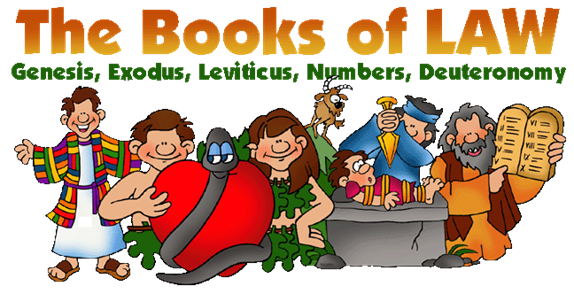 The Books of LAW
Genesis, Exodus, Leviticus, Numbers, Deuteronomy